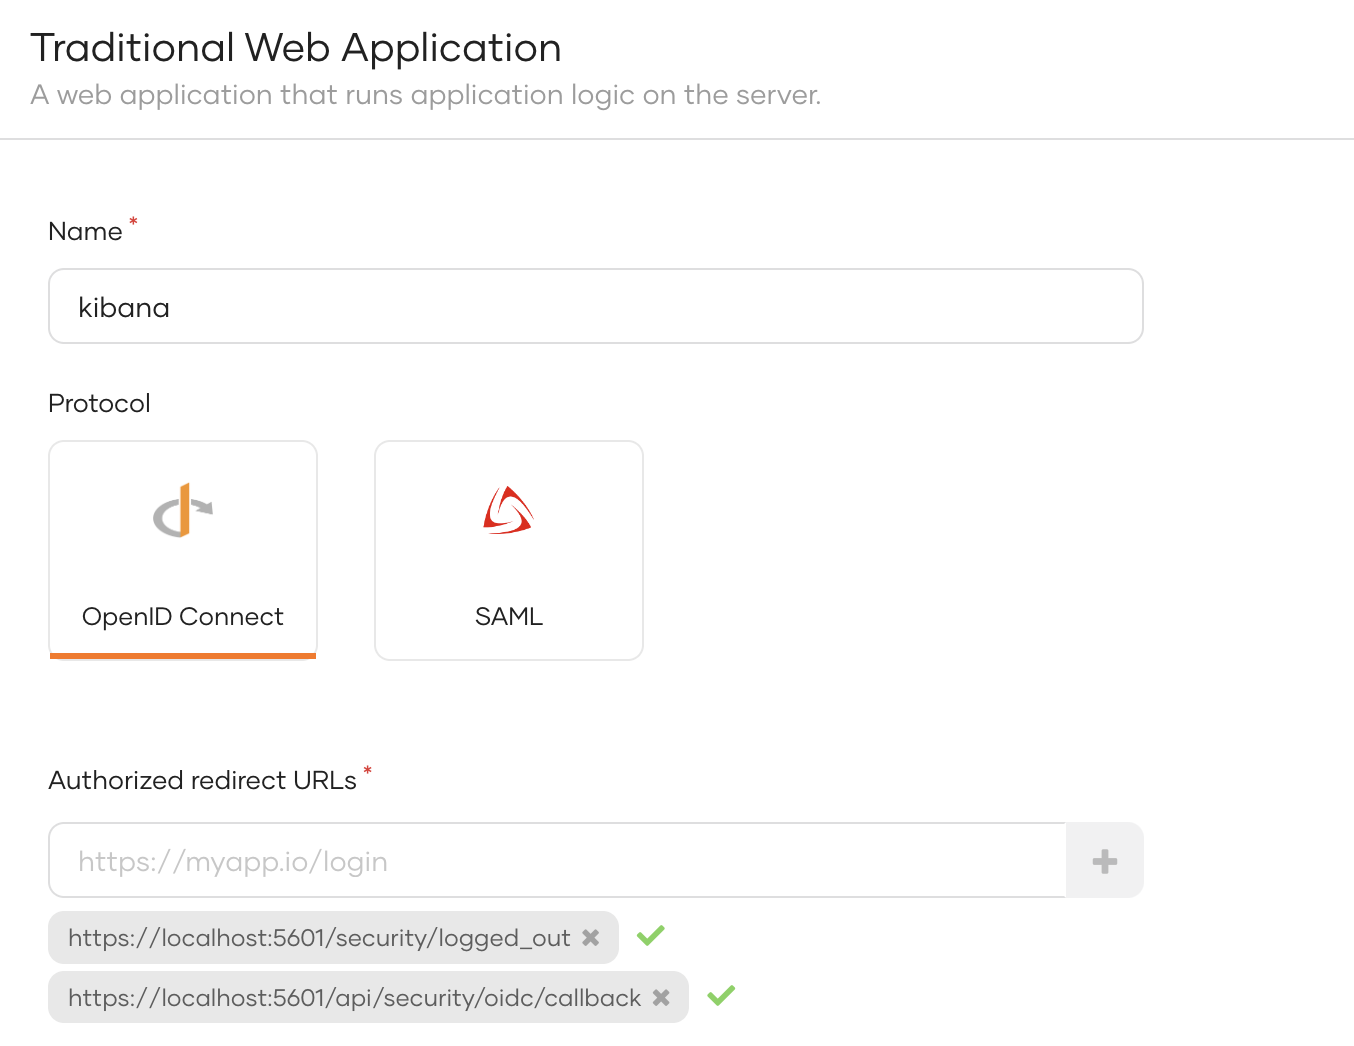 Traditional Web Application
A web application that runs application logic on the server.
Name *
kibana
Protocol
OpenID Connect
SAML
Authorized redirect URLs *
https://myapp.io/login
https://localhost:5601/security/logged_out
https://localhost:5601/api/security/oidc/callback